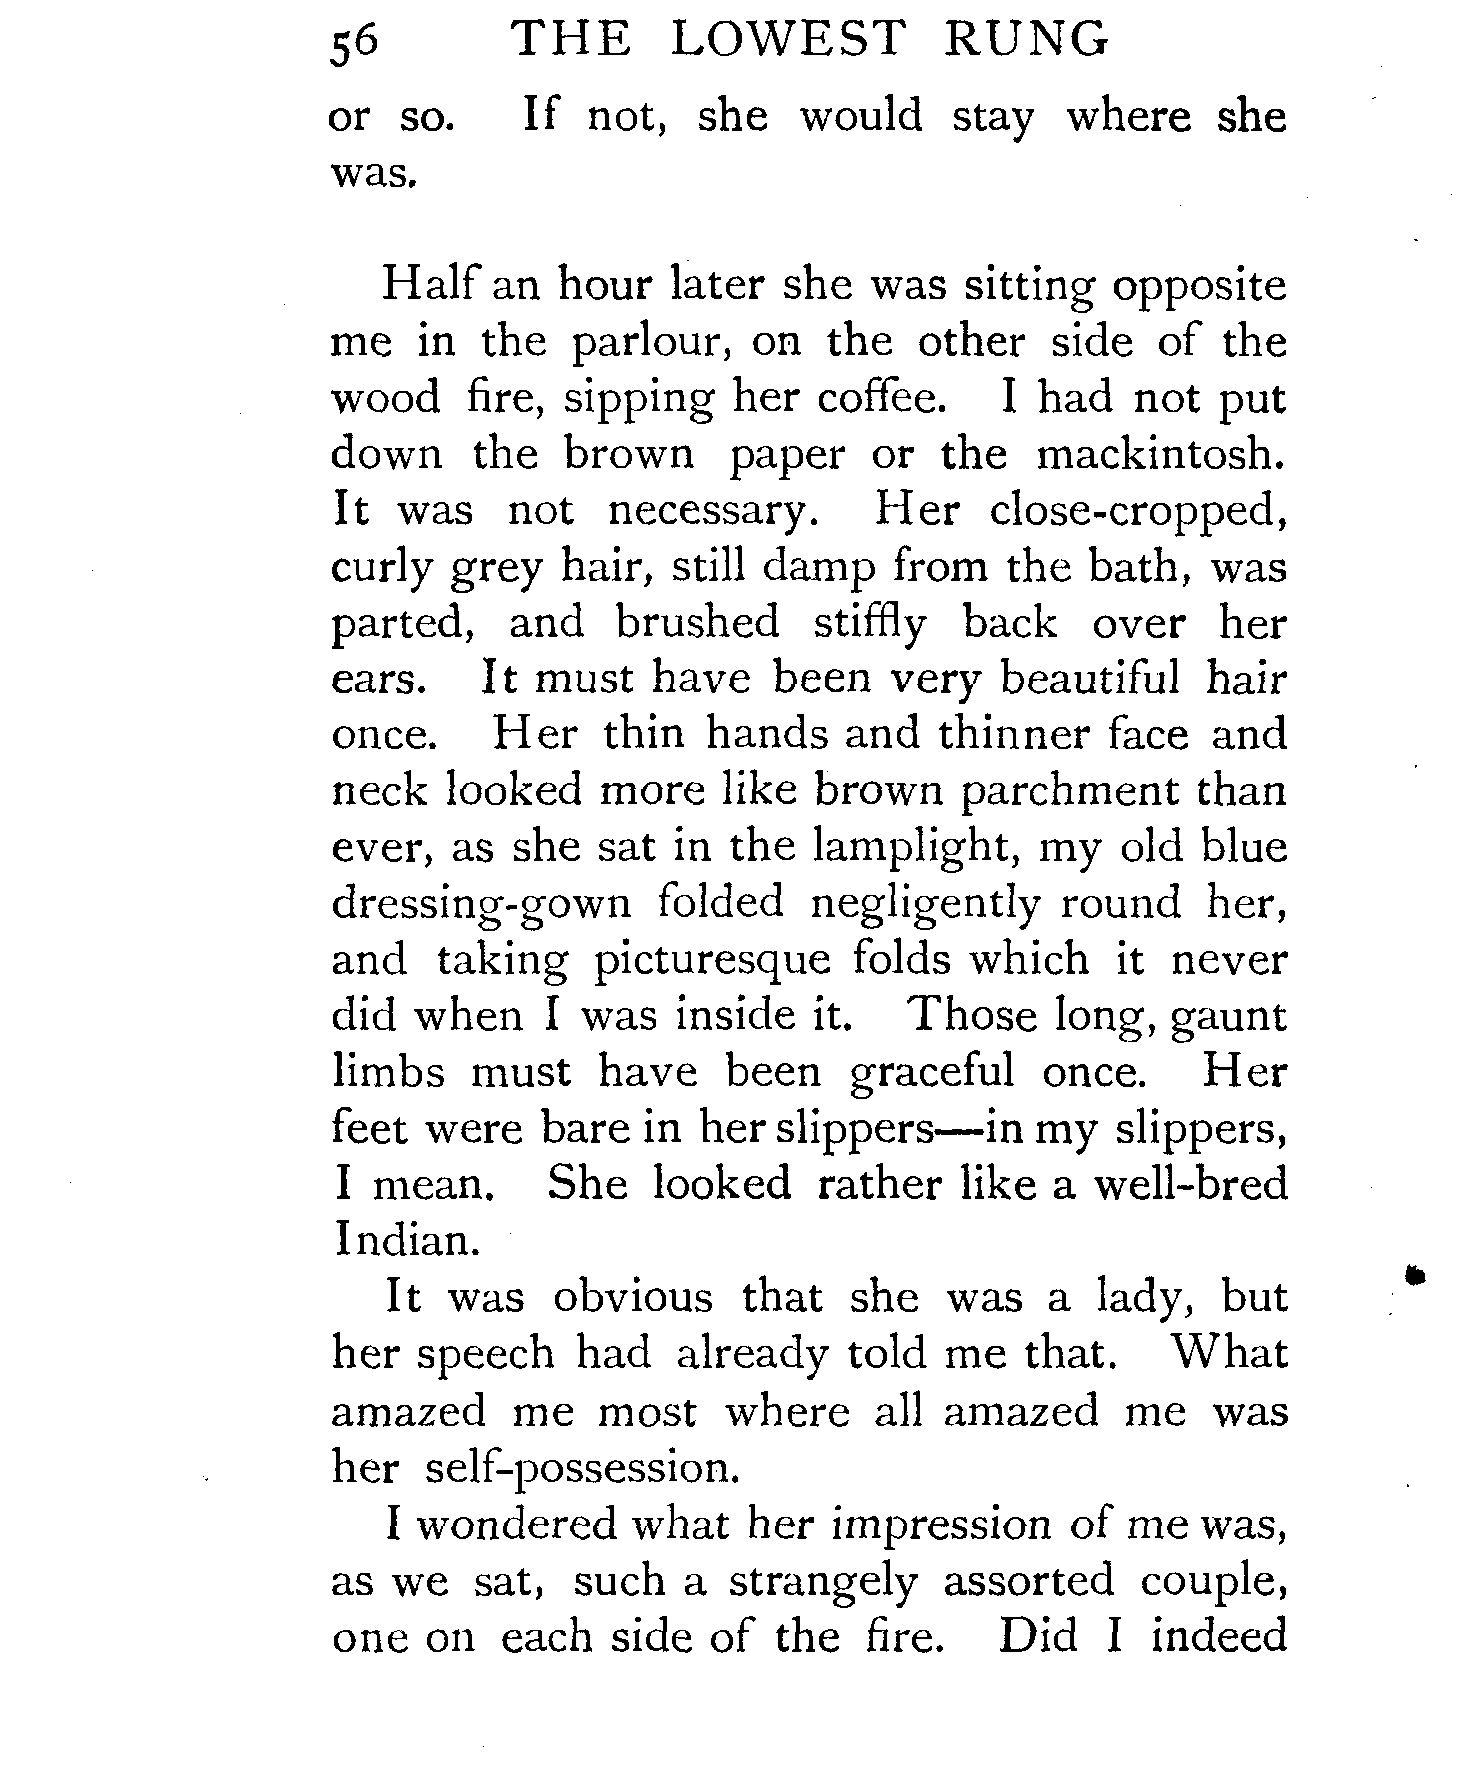 56 THE LOWEST RUNG
or so. If not, she would stay where she
was.
Half an hour later she was sitting opposite
me in the parlour, on the other side of the
wood fire, sipping her coffee. I had not put
down the brown paper or the mackintosh.
It was not necessary. Her close-cropped,
curly grey hair, still damp from the bath, was
parted, and brushed stiffly back over her
ears. It must have been very beautiful hair
once. Her thin hands and thinner face and
neck looked more like brown parchment than
ever, as she sat in the lamplight, my old blue
dressing-gown folded negligently round her,
and taking picturesque folds which it never
did when I was inside it. Those long, gaunt
limbs must have been graceful once. Her
feet were bare in her slippers—in my slippers,
I mean. She looked rather like a well-bred
Indian.
It was obvious that she was a lady, but
her speech had already told me that. What
amazed me most where all amazed me was
her self-possession.
I wondered what her impression of me was,
as we sat, such a strangely assorted couple,
one on each side of the fire. Did I indeed